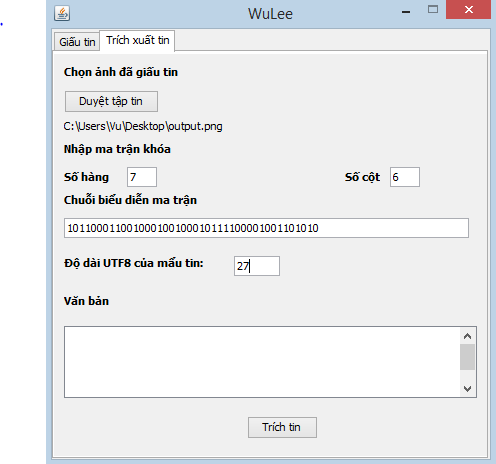 WuLee
Giấu tin Trích xuất tin
Chọn ảnh đã giấu tin
Duyệt tập tin
C:\Users\Vu\Desktop\output.png
Nhập ma trận khóa
Số hàng 7 Số cột 6
Chuỗi biểu diễn ma trận
101100011001000100100010111100001001101010
Độ dài UTF8 của mẩu tin: 27
Văn bản
Trích tin